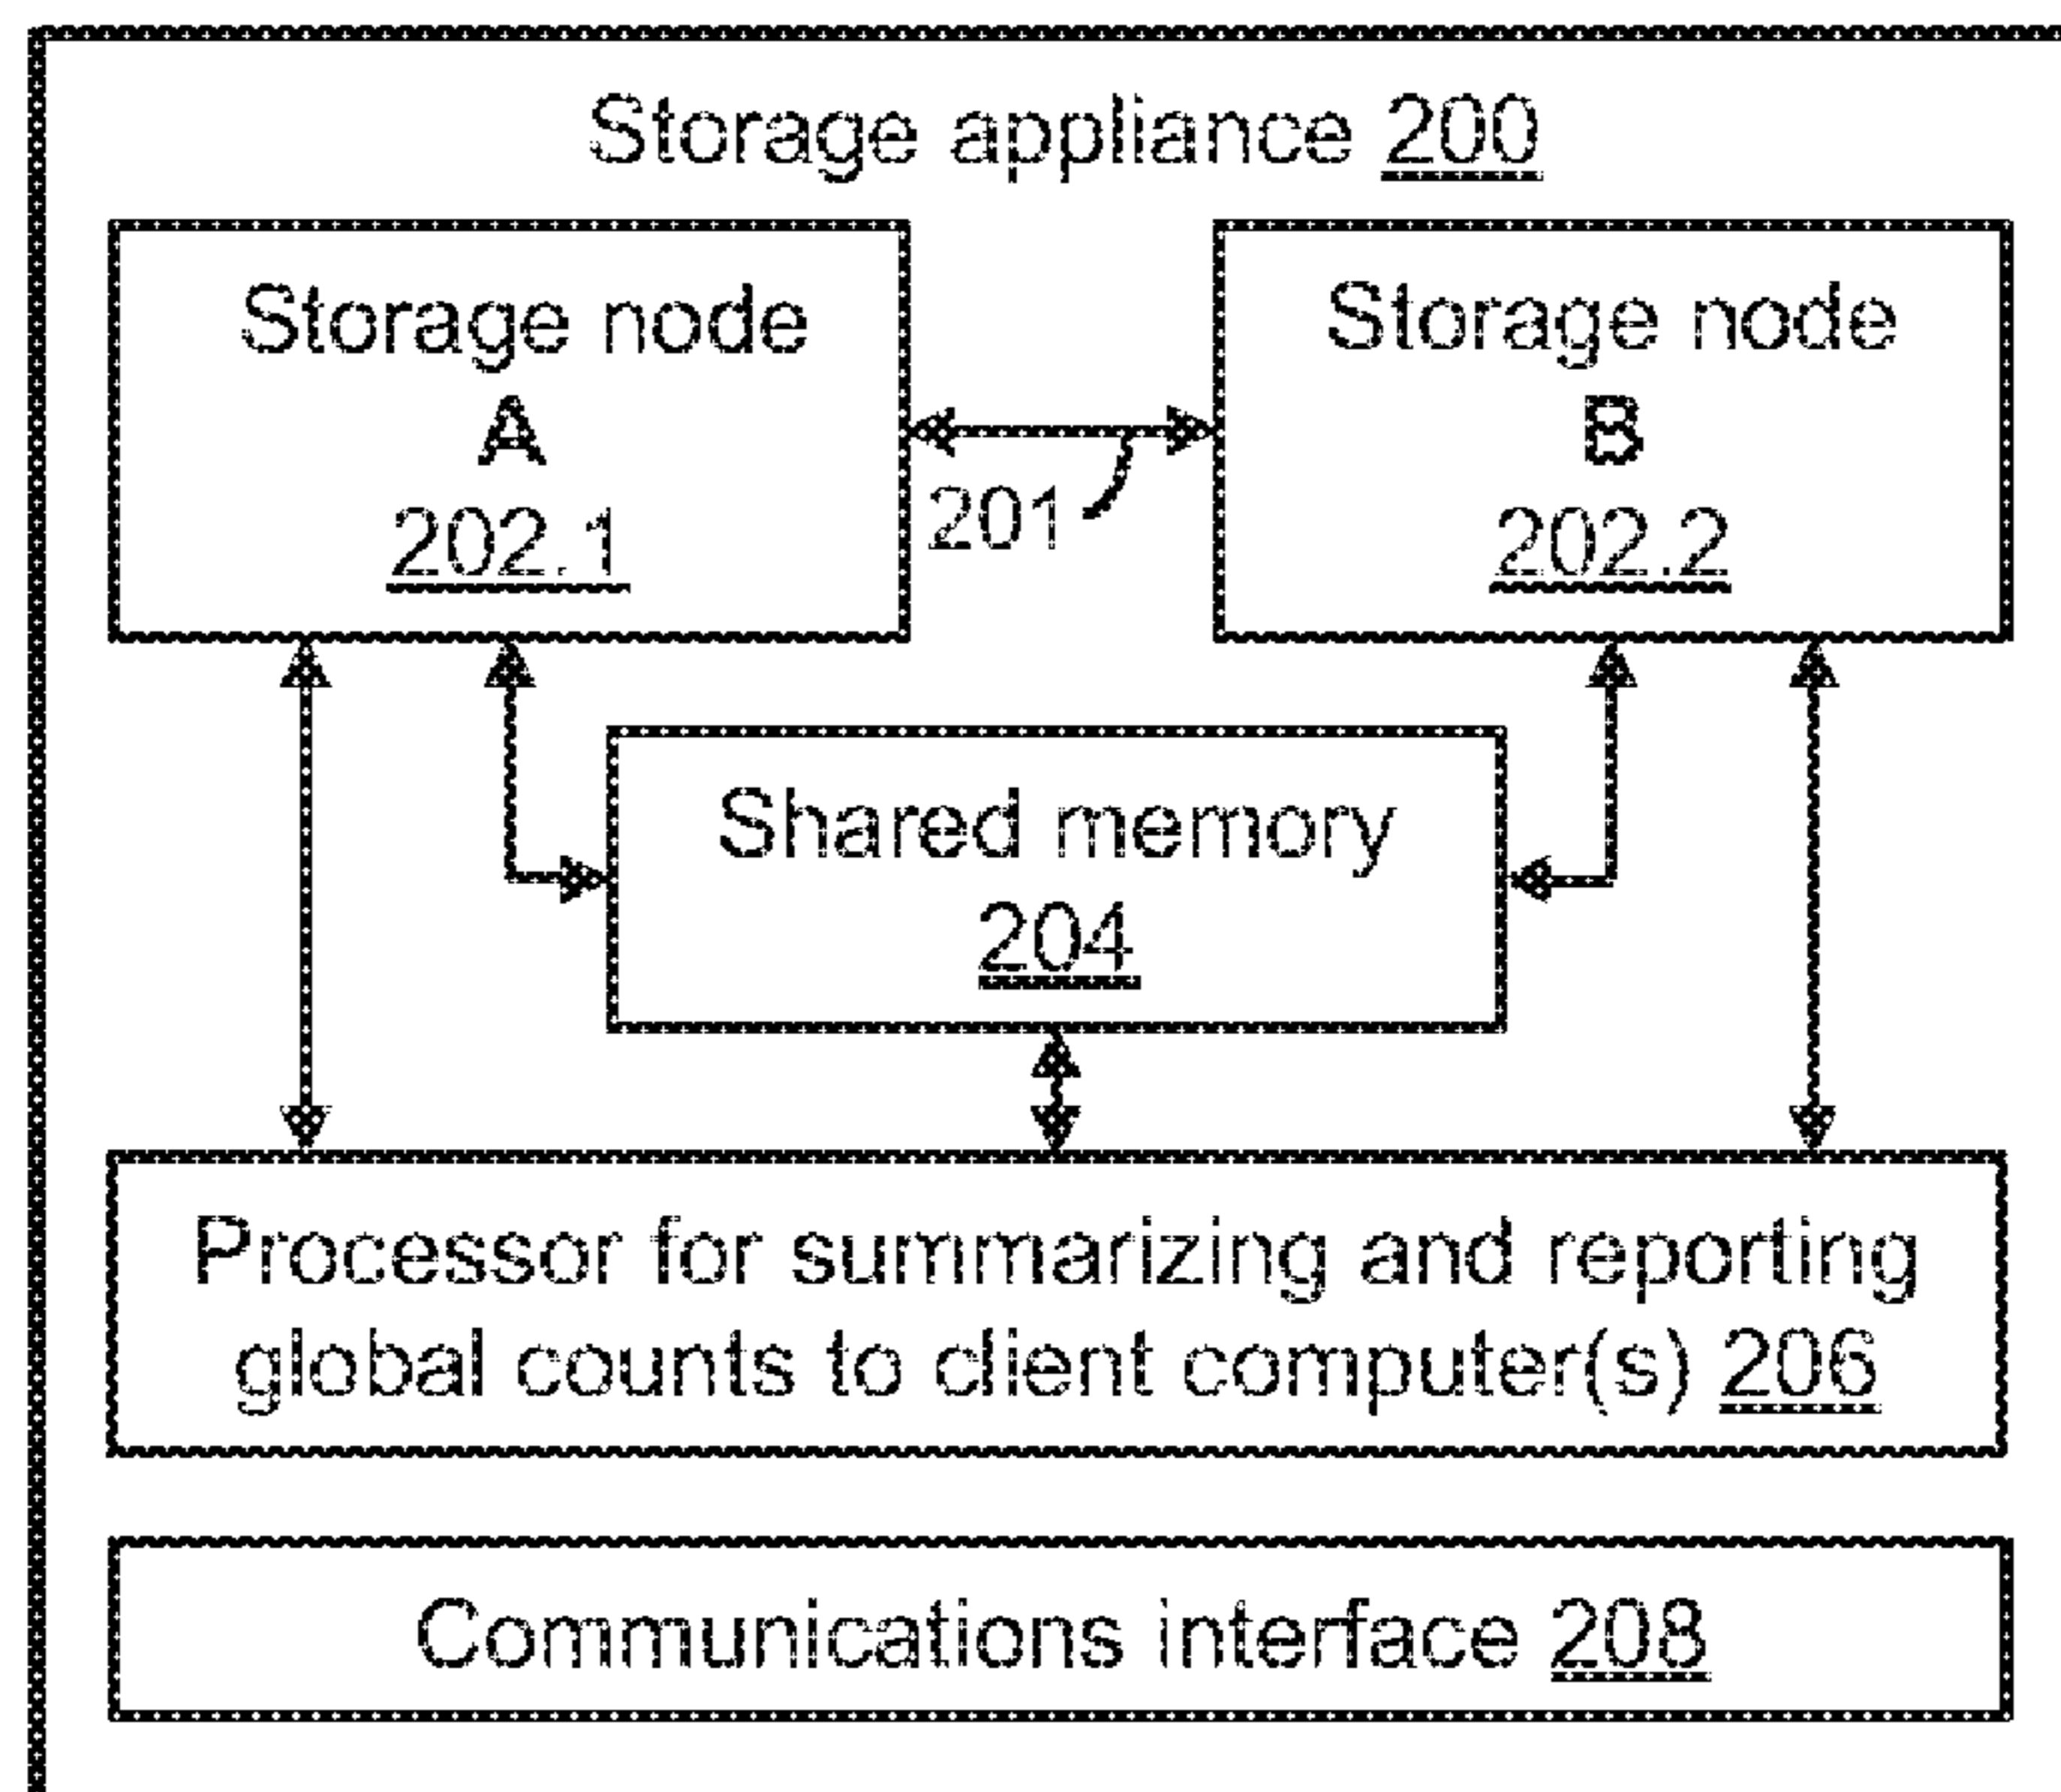 Storage appliance 200
Storage node
A
202.1
201
Storage node
B
202.2
Shared memory
204
Processor for summarizing and reporting
global counts to client computer(s) 206
Communications interface 208